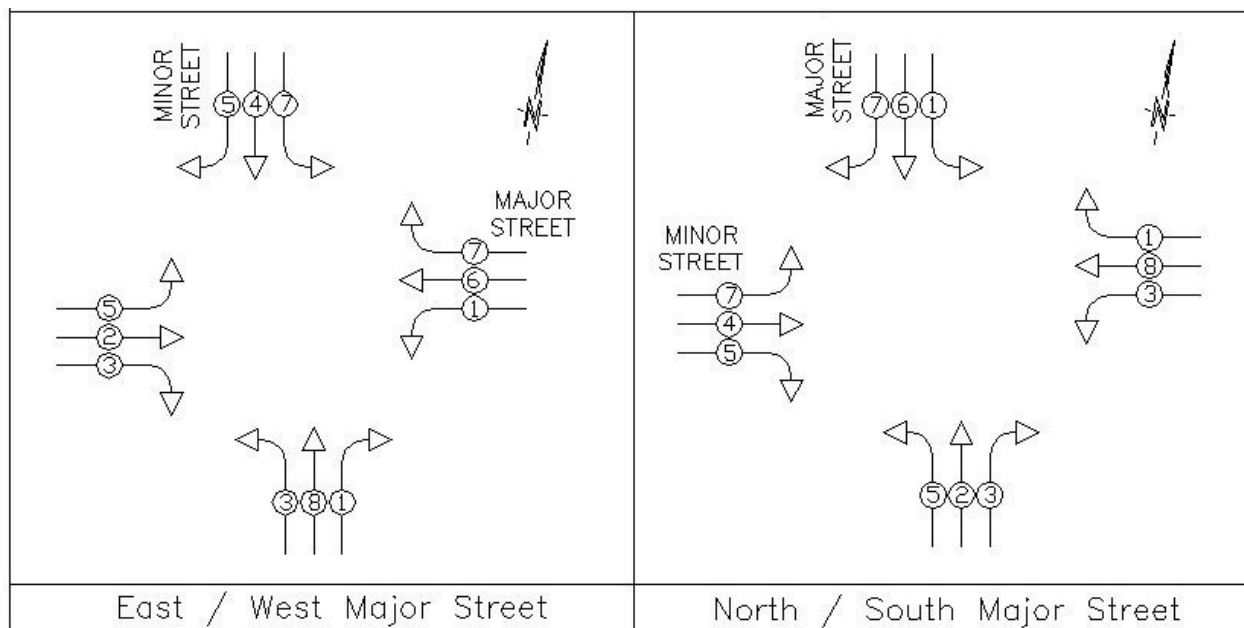 MINOR
STREET
5 4 7
N
MAJOR
STREET
7
6
1
5
2
3
3 8 1
East / West Major Street
MAJOR
STREET
7 6 1
N
MINOR
STREET
1
8
3
7
4
5
5 2 3
North / South Major Street